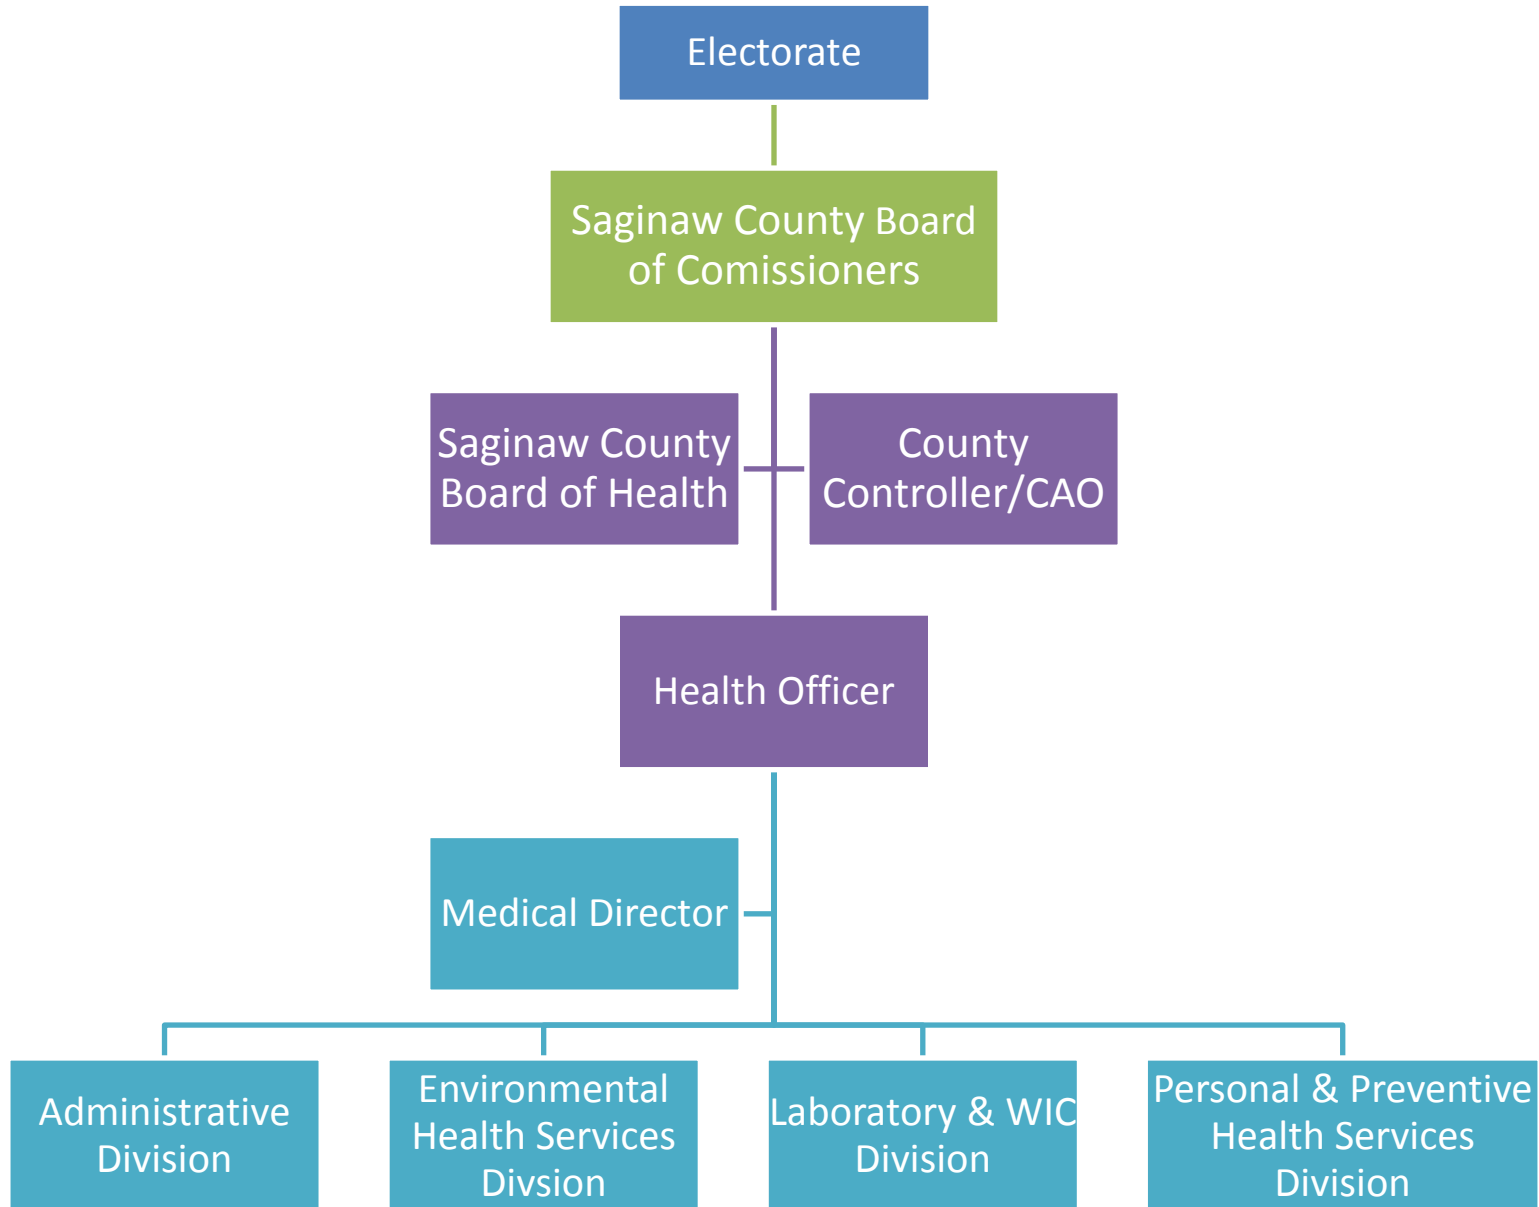 Electorate
Saginaw County Board
of Comissioners
Saginaw County
Board of Health
County
Controller/CAO
Health Officer
Medical Director
Administrative
Division
Environmental
Health Services
Divsion
Laboratory & WIC
Division
Personal & Preventive
Health Services
Division